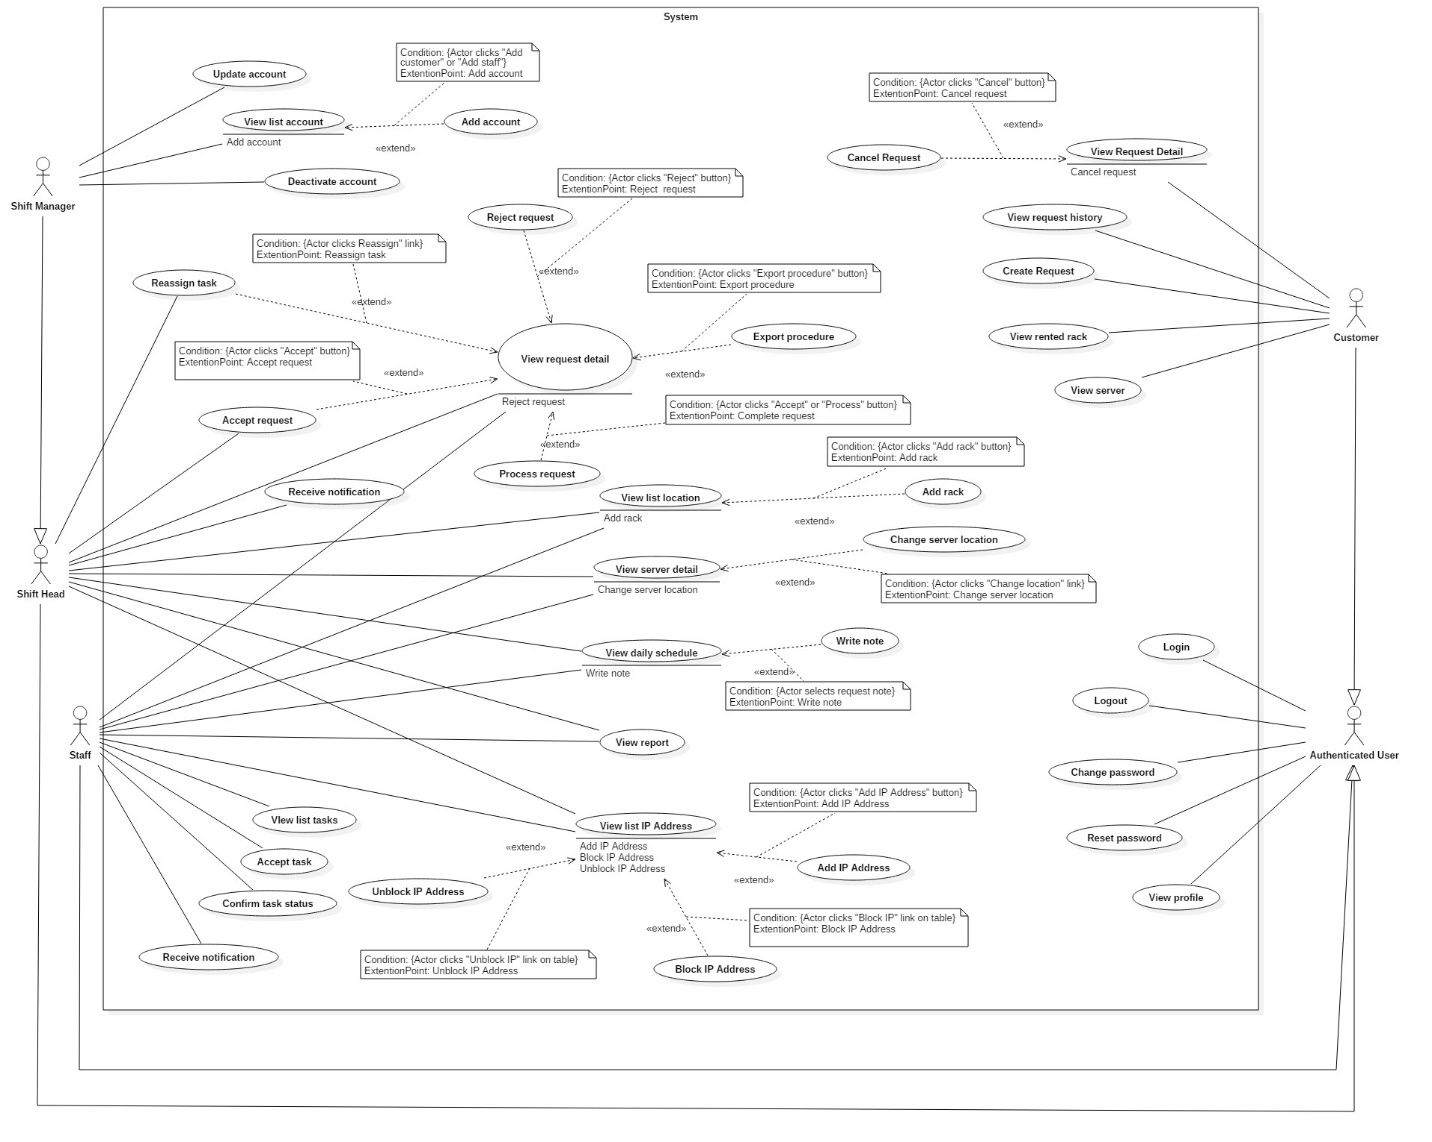 System
Condition: {Actor clicks "Add
customer" or "Add staff"}
ExtentionPoint: Add account
Update account
View list account
Add account
Add account
«extend»
Deactivate account
Shift Manager
Condition: {Actor clicks "Cancel" button}
ExtentionPoint: Cancel request
«extend»
Cancel Request
View Request Detail
Cancel request
Condition: {Actor clicks "Reject" button}
ExtentionPoint: Reject  request
Reject request
«extend»
View request history
Condition: {Actor clicks Reassign" link}
ExtentionPoint: Reassign task
Reassign task
«extend»
Condition: {Actor clicks "Export procedure" button}
ExtentionPoint: Export procedure
Create Request
Export procedure
«extend»
View rented rack
Customer
Condition: {Actor clicks "Accept" button}
ExtentionPoint: Accept request
«extend»
View request detail
Reject request
View server
Accept request
Condition: {Actor clicks "Accept" or "Process" button}
ExtentionPoint: Complete request
«extend»
Process request
Condition: {Actor clicks "Add rack" button}
ExtentionPoint: Add rack
Receive notification
View list location
Add rack
Add rack
«extend»
Change server location
View server detail
Change server location
«extend»
Condition: {Actor clicks "Change location" link}
ExtentionPoint: Change server location
Shift Head
Write note
View daily schedule
Write note
«extend»
Condition: {Actor selects request note}
ExtentionPoint: Write note
Login
Logout
Staff
View report
Authenticated User
Change password
Condition: {Actor clicks "Add IP Address" button}
ExtentionPoint: Add IP Address
VIew list tasks
View list IP Address
Add IP Address
Block IP Address
Unblock IP Address
Reset password
«extend»
Accept task
Add IP Address
«extend»
Unblock IP Address
View profile
Confirm task status
Condition: {Actor clicks "Block IP" link on table}
ExtentionPoint: Block IP Address
«extend»
Receive notification
Condition: {Actor clicks "Unblock IP" link on table}
ExtentionPoint: Unblock IP Address
Block IP Address